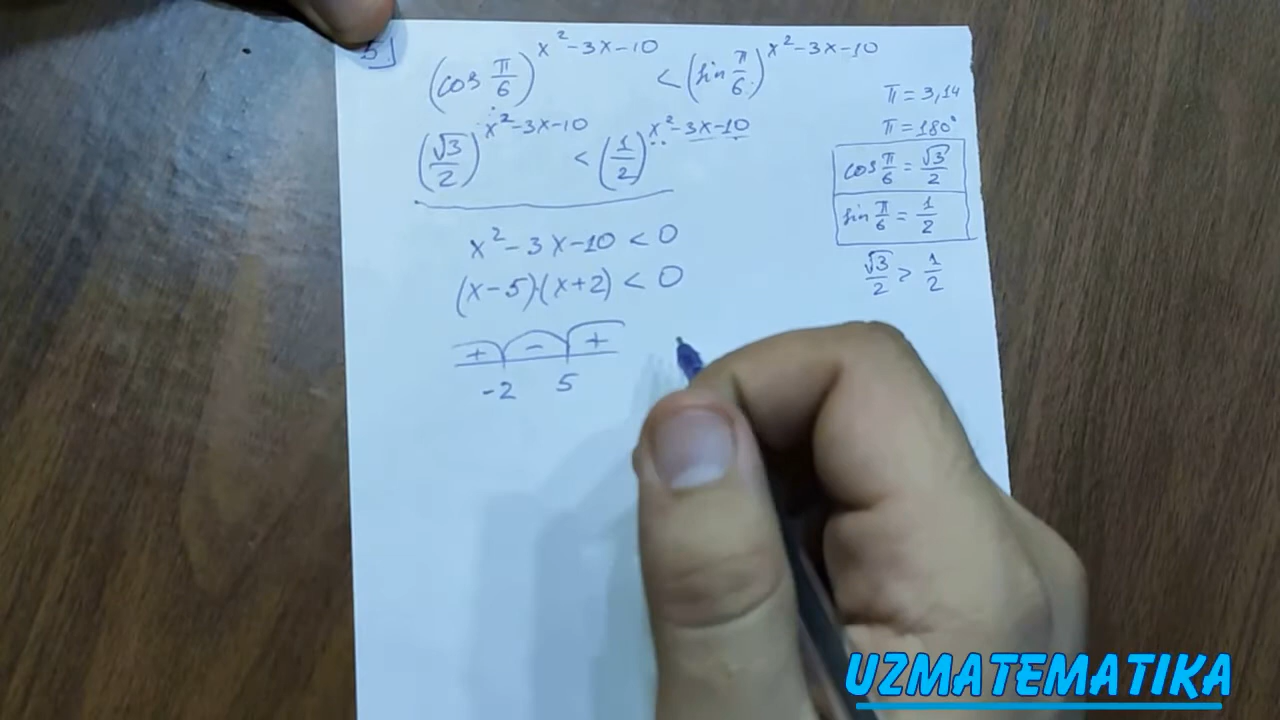 5)
(cos π/6)^(x²-3x-10) < (sin π/6)^(x²-3x-10)
(√3/2)^(x²-3x-10) < (1/2)^(x²-3x-10)
x²-3x-10 < 0
(x-5)·(x+2) < 0
+ - +
-2 5
π = 3,14
π = 180°
cos π/6 = √3/2
sin π/6 = 1/2
√3/2 > 1/2
UZMATEMATIKA